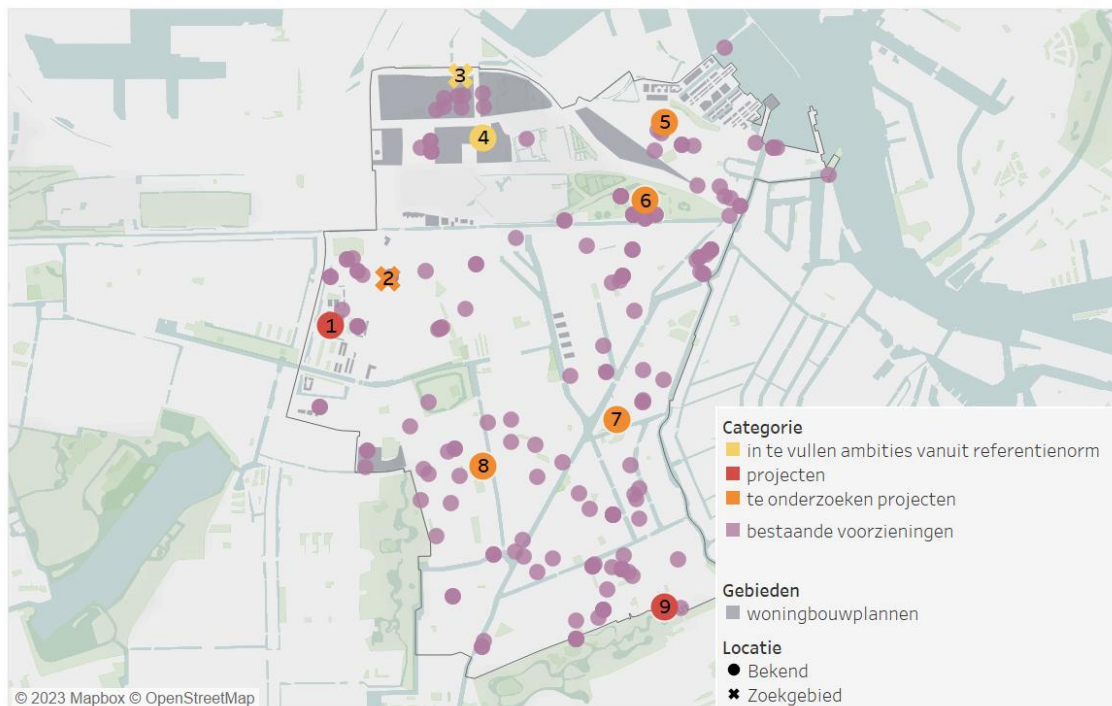 3
4
5
6
2
1
7
8
9
Categorie
in te vullen ambities vanuit referentienorm
projecten
te onderzoeken projecten
bestaande voorzieningen
Gebieden
woningbouwplannen
Locatie
Bekend
Zoekgebied
© 2023 Mapbox © OpenStreetMap